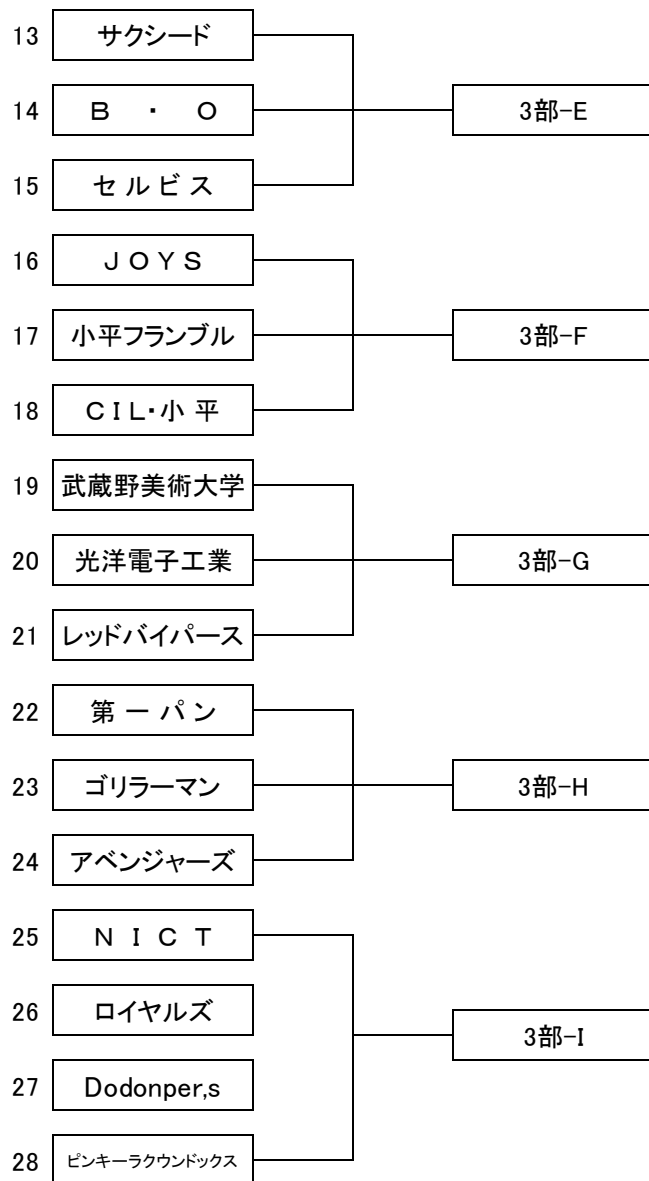 13 サクシード
14 B ・ O 3部-E
15 セ ル ビ ス
16 J O Y S
17 小平フランブル 3部-F
18 C I L・小 平
19 武蔵野美術大学
20 光洋電子工業 3部-G
21 レッドバイパース
22 第 一 パ ン
23 ゴリラーマン 3部-H
24 アベンジャーズ
25 N I C T
26 ロイヤルズ
3部-I
27 Dodonper,s
28 ピンキーラクウンドックス